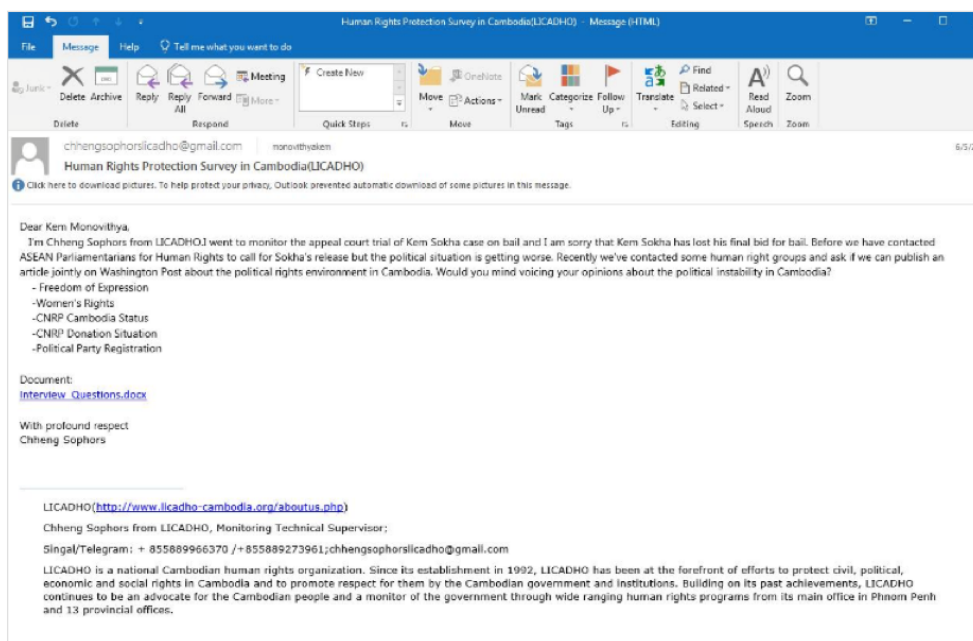 Human Rights Protection Survey in Cambodia(LICADHO) - Message (HTML)
File Message Help Tell me what you want to do
Junk Delete Archive Reply Reply All Forward Meeting More Create New Move OneNote Actions Mark Unread Categorize Follow Up Translate Find Related Select Read Aloud Zoom
Delete Respond Quick Steps Move Tags Editing Speech Zoom
chhengsophorslicadho@gmail.com monovithyakem
Human Rights Protection Survey in Cambodia(LICADHO)
Click here to download pictures. To help protect your privacy, Outlook prevented automatic download of some pictures in this message.
Dear Kem Monovithya,
I'm Chheng Sophors from LICADHO.I went to monitor the appeal court trial of Kem Sokha case on bail and I am sorry that Kem Sokha has lost his final bid for bail. Before we have contacted
ASEAN Parliamentarians for Human Rights to call for Sokha's release but the political situation is getting worse. Recently we've contacted some human right groups and ask if we can publish an
article jointly on Washington Post about the political rights environment in Cambodia. Would you mind voicing your opinions about the political instability in Cambodia?
- Freedom of Expression
-Women's Rights
-CNRP Cambodia Status
-CNRP Donation Situation
-Political Party Registration
Document:
Interview_Questions.docx
With profound respect
Chheng Sophors
LICADHO(http://www.licadho-cambodia.org/aboutus.php)
Chheng Sophors from LICADHO, Monitoring Technical Supervisor;
Singal/Telegram: + 855889966370 /+855889273961;chhengsophorslicadho@gmail.com
LICADHO is a national Cambodian human rights organization. Since its establishment in 1992, LICADHO has been at the forefront of efforts to protect civil, political,
economic and social rights in Cambodia and to promote respect for them by the Cambodian government and institutions. Building on its past achievements, LICADHO
continues to be an advocate for the Cambodian people and a monitor of the government through wide ranging human rights programs from its main office in Phnom Penh
and 13 provincial offices.